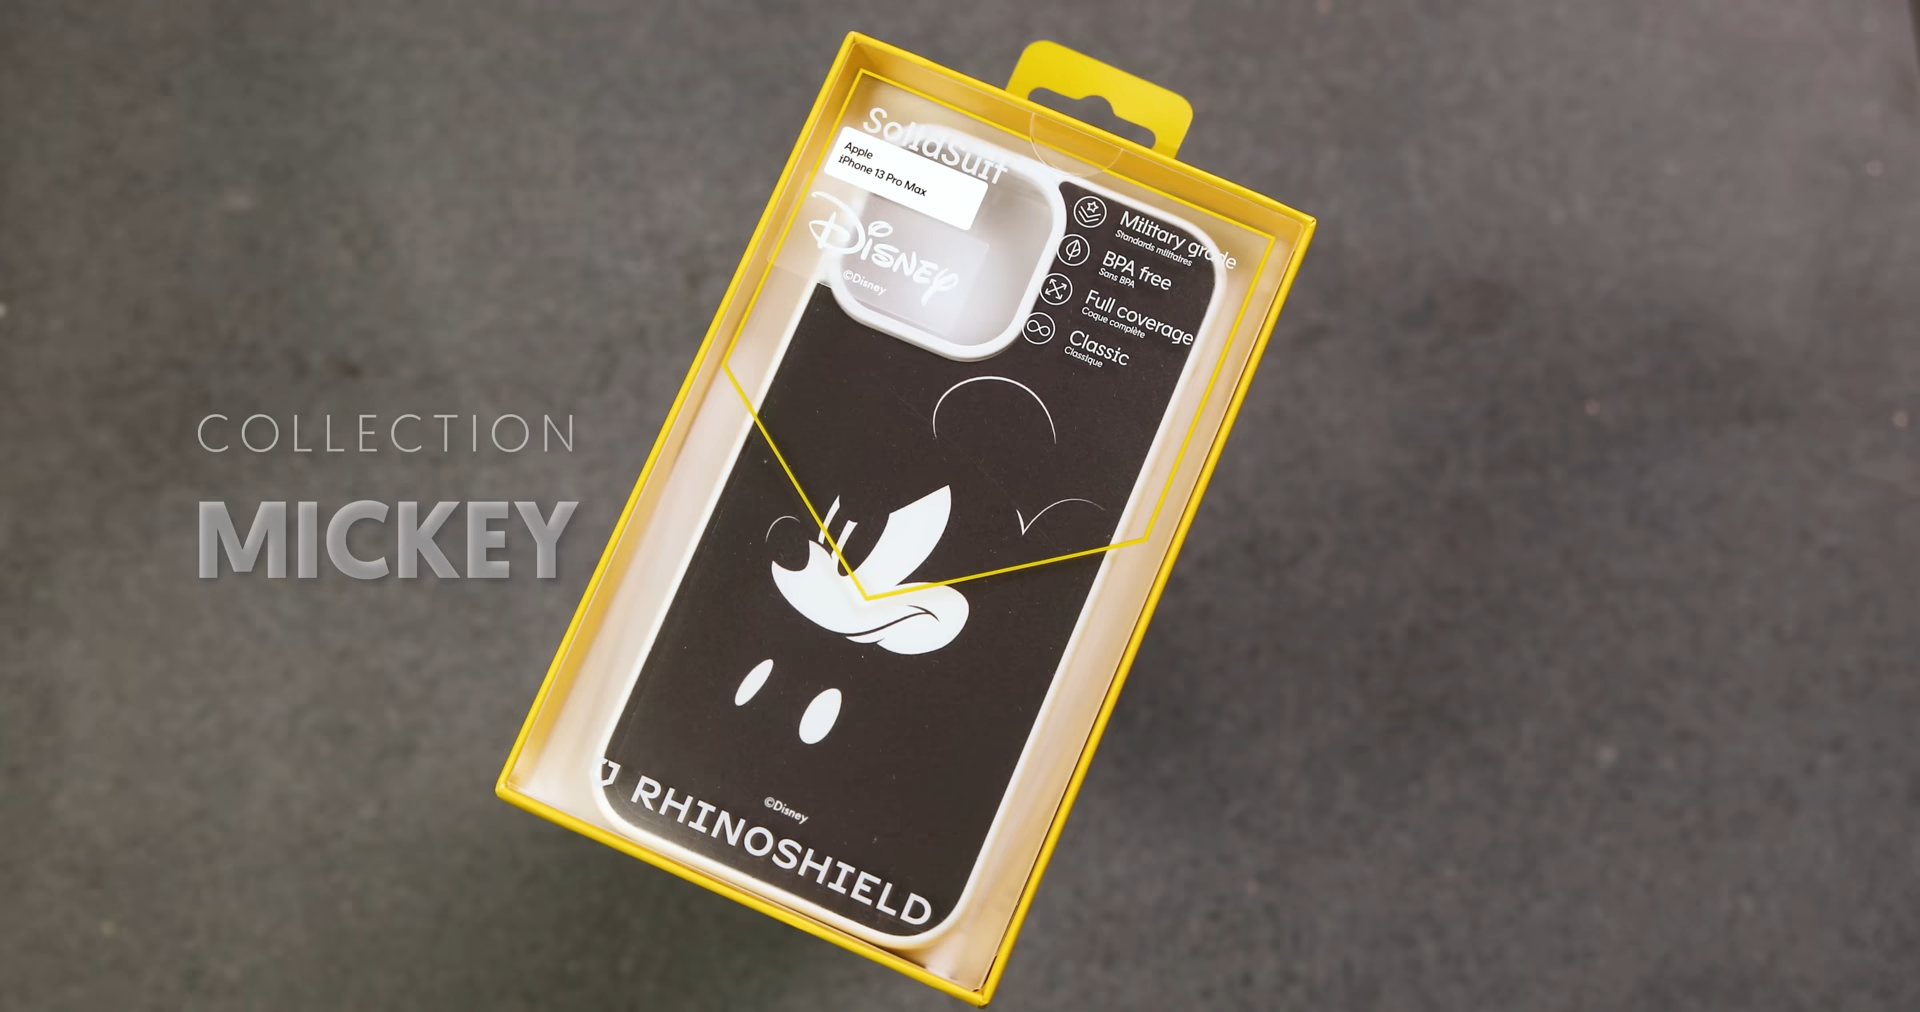 COLLECTION
MICKEY
SolidSuit
Apple
iPhone 13 Pro Max
Disney
©Disney
Military grade
Standards militaires
BPA free
Sans BPA
Full coverage
Coque complète
Classic
Classique
©Disney
RHINOSHIELD